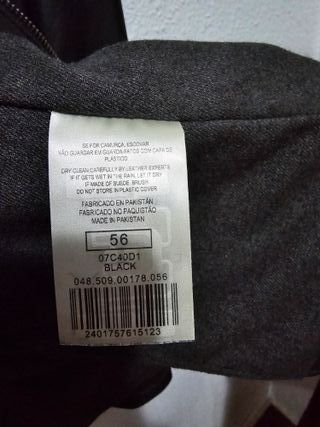 SE FOR CAMURÇA, ESCOVAR
NÃO GUARDAR EM GUARDA-FATOS COM CAPA DE
PLÁSTICO
DRY CLEAN CAREFULLY BY LEATHER EXPERTS
IF IT GETS WET IN THE RAIN, LET IT DRY
IF MADE OF SUEDE, BRUSH
DO NOT STORE IN PLASTIC COVER
FABRICADO EN PAKISTÁN
FABRICADO NO PAQUISTÃO
MADE IN PAKISTAN
56
07C40D1
BLACK
048.509.00178.056
2401757615123